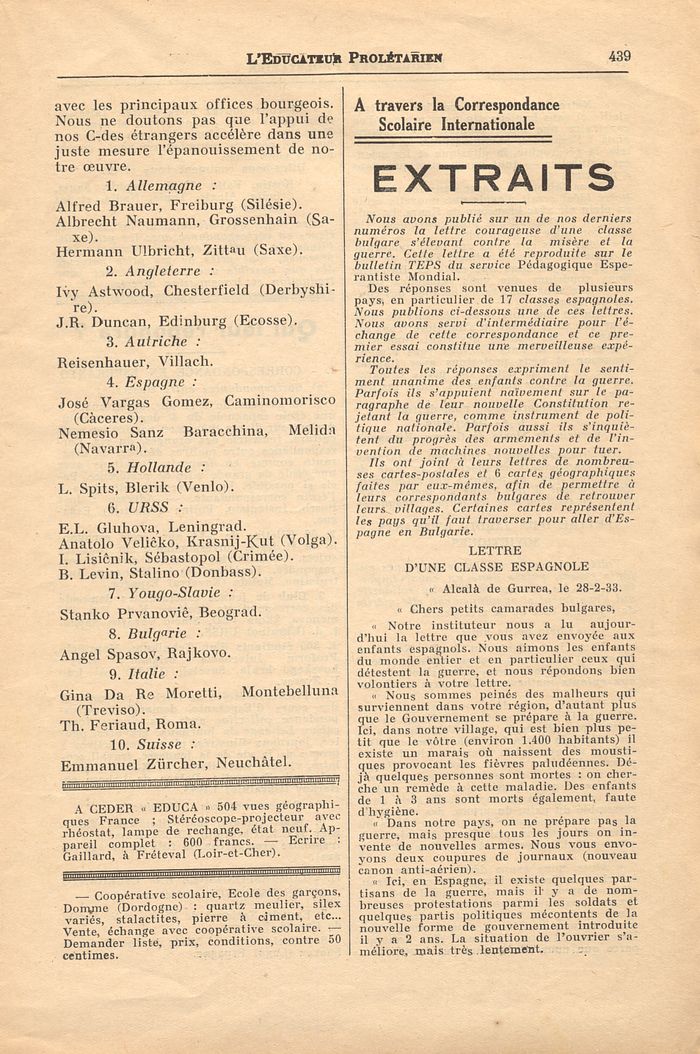 L'EDUCATEUR PROLÉTARIEN 439
avec les principaux offices bourgeois.
Nous ne doutons pas que l'appui de
nos C-des étrangers accélère dans une
juste mesure l'épanouissement de no-
tre œuvre.
1. Allemagne :
Alfred Brauer, Freiburg (Silésie).
Albrecht Naumann, Grossenhain (Sa-
xe).
Hermann Ulbricht, Zittau (Saxe).
2. Angleterre :
Ivy Astwood, Chesterfield (Derbyshi-
re).
J.R. Duncan, Edinburg (Ecosse).
3. Autriche :
Reisenhauer, Villach.
4. Espagne :
José Vargas Gomez, Caminomorisco
(Càceres).
Nemesio Sanz Baracchina, Melida
(Navarra).
5. Hollande :
L. Spits, Blerik (Venlo).
6. URSS :
E.L. Gluhova, Leningrad.
Anatolo Veliêko, Krasnij-Kut (Volga).
I. Lisiênik, Sébastopol (Crimée).
B. Levin, Stalino (Donbass).
7. Yougo-Slavie :
Stanko Prvanoviê, Beograd.
8. Bulgarie :
Angel Spasov, Rajkovo.
9. Italie :
Gina Da Re Moretti, Montebelluna
(Treviso).
Th. Feriaud, Roma.
10. Suisse :
Emmanuel Zürcher, Neuchâtel.
A CEDER « EDUCA » 504 vues géographi-
ques France ; Stéréoscope-projecteur avec
rhéostat, lampe de rechange, état neuf. Ap-
pareil complet : 600 francs. — Ecrire :
Gaillard, à Fréteval (Loir-et-Cher).
— Coopérative scolaire, Ecole des garçons,
Domme (Dordogne) : quartz meulier, silex
variés, stalactites, pierre à ciment, etc...
Vente, échange avec coopérative scolaire. —
Demander liste, prix, conditions, contre 50
centimes.
A travers la Correspondance
Scolaire Internationale
EXTRAITS
Nous avons publié sur un de nos derniers
numéros la lettre courageuse d'une classe
bulgare s'élevant contre la misère et la
guerre. Cette lettre a été reproduite sur le
bulletin TEPS du service Pédagogique Espe-
rantiste Mondial.
Des réponses sont venues de plusieurs
pays, en particulier de 17 classes espagnoles.
Nous publions ci-dessous une de ces lettres.
Nous avons servi d'intermédiaire pour l'é-
change de cette correspondance et ce pre-
mier essai constitue une merveilleuse expé-
rience.
Toutes les réponses expriment le senti-
ment unanime des enfants contre la guerre.
Parfois ils s'appuient naïvement sur le pa-
ragraphe de leur nouvelle Constitution re-
jetant la guerre, comme instrument de poli-
tique nationale. Parfois aussi ils s'inquiè-
tent du progrès des armements et de l'in-
vention de machines nouvelles pour tuer.
Ils ont joint à leurs lettres de nombreu-
ses cartes-postales et 6 cartes géographiques
faites par eux-mêmes, afin de permettre à
leurs correspondants bulgares de retrouver
leurs villages. Certaines cartes représentent
les pays qu'il faut traverser pour aller d'Es-
pagne en Bulgarie.
LETTRE
D'UNE CLASSE ESPAGNOLE
« Alcalà de Gurrea, le 28-2-33.
« Chers petits camarades bulgares,
« Notre instituteur nous a lu aujour-
d'hui la lettre que vous avez envoyée aux
enfants espagnols. Nous aimons les enfants
du monde entier et en particulier ceux qui
détestent la guerre, et nous répondons bien
volontiers à votre lettre.
« Nous sommes peinés des malheurs qui
surviennent dans votre région, d'autant plus
que le Gouvernement se prépare à la guerre.
Ici, dans notre village, qui est bien plus pe-
tit que le vôtre (environ 1.400 habitants) il
existe un marais où naissent des mousti-
ques provocant les fièvres paludéennes. Dé-
jà quelques personnes sont mortes : on cher-
che un remède à cette maladie. Des enfants
de 1 à 3 ans sont morts également, faute
d'hygiène.
« Dans notre pays, on ne prépare pas la
guerre, mais presque tous les jours on in-
vente de nouvelles armes. Nous vous envo-
yons deux coupures de journaux (nouveau
canon anti-aérien).
« Ici, en Espagne, il existe quelques par-
tisans de la guerre, mais il y a de nom-
breuses protestations parmi les soldats et
quelques partis politiques mécontents de la
nouvelle forme de gouvernement introduite
il y a 2 ans. La situation de l'ouvrier s'a-
méliore, mais très lentement.